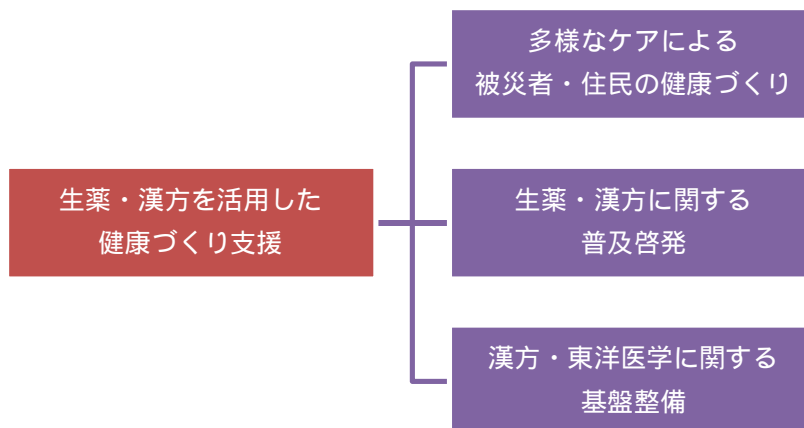 多様なケアによる
被災者・住民の健康づくり
生薬・漢方を活用した
健康づくり支援
生薬・漢方に関する
普及啓発
漢方・東洋医学に関する
基盤整備